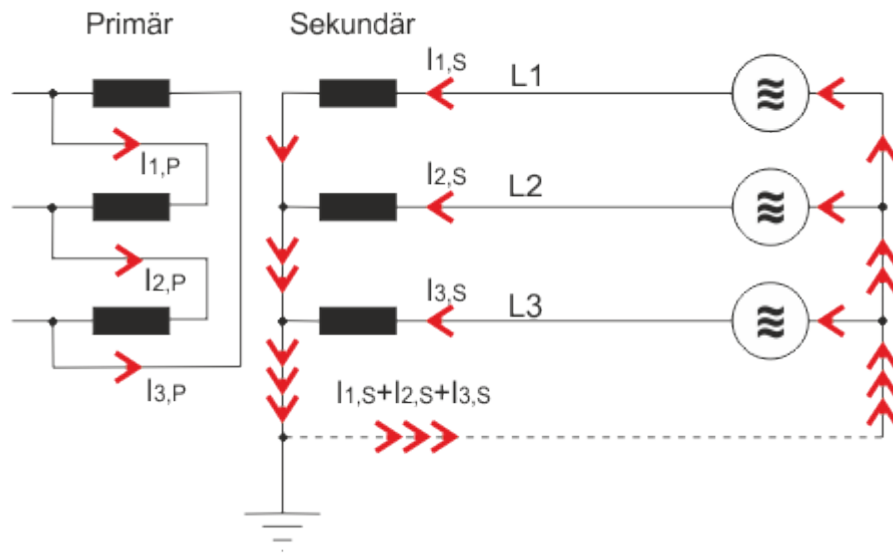 Primär
Sekundär
I1,S
L1
I1,P
I2,S
L2
I2,P
I3,S
L3
I3,P
I1,S+I2,S+I3,S